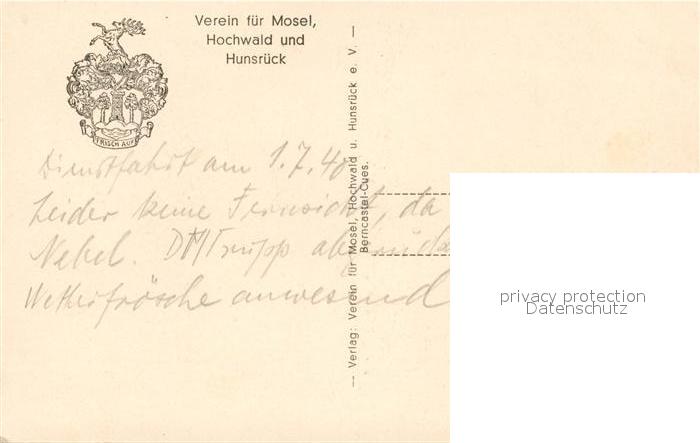 Verein für Mosel,
Hochwald und
Hunsrück
FRISCH AUF
Dienstfahrt am 1.7.40
Leider keine Fernsicht, da
Nebel.
Wetterfrösche anwesend
— Verlag: Verein für Mosel, Hochwald u. Hunsrück e. V. —
Berncastel-Cues.
privacy protection
Datenschutz